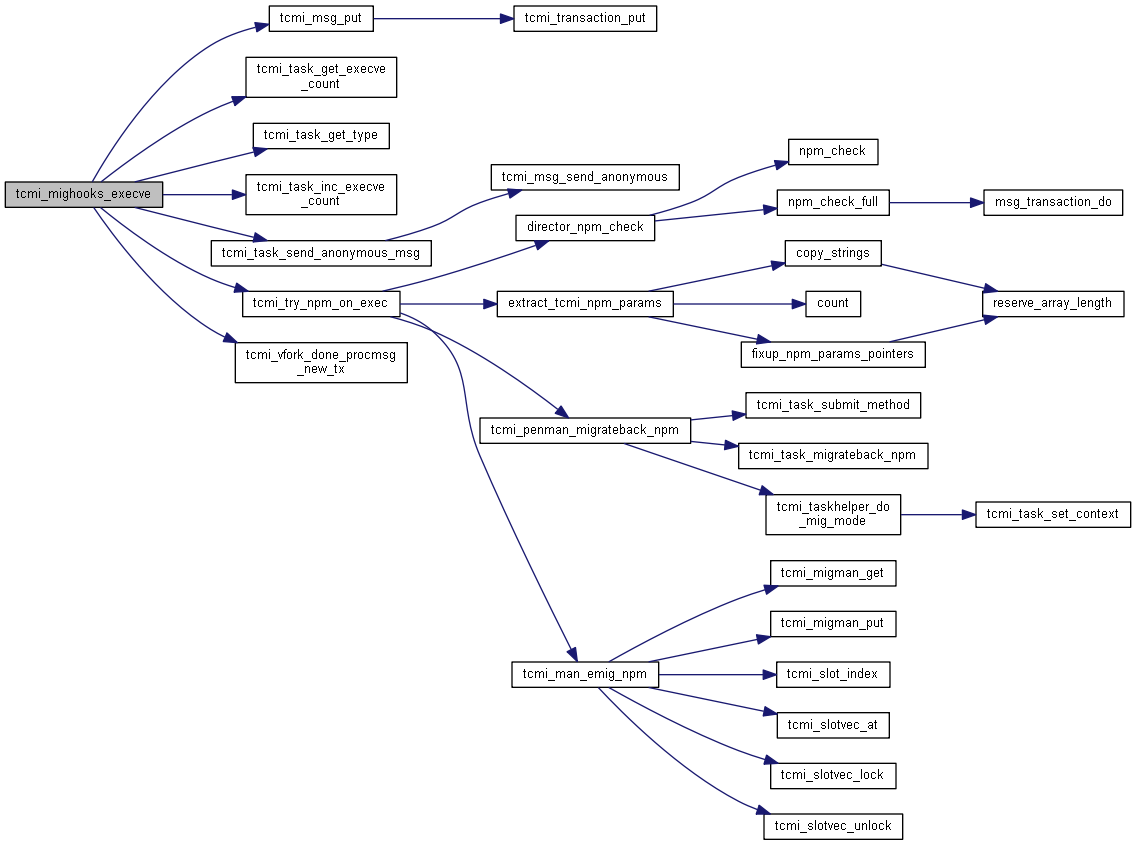 tcmi_msg_put
tcmi_transaction_put
tcmi_task_get_execve
_count
tcmi_task_get_type
npm_check
tcmi_mighooks_execve
tcmi_task_inc_execve
_count
tcmi_msg_send_anonymous
npm_check_full
msg_transaction_do
director_npm_check
tcmi_task_send_anonymous_msg
copy_strings
tcmi_try_npm_on_exec
extract_tcmi_npm_params
count
reserve_array_length
tcmi_vfork_done_procmsg
_new_tx
fixup_npm_params_pointers
tcmi_task_submit_method
tcmi_penman_migrateback_npm
tcmi_task_migrateback_npm
tcmi_taskhelper_do
_mig_mode
tcmi_task_set_context
tcmi_migman_get
tcmi_migman_put
tcmi_man_emig_npm
tcmi_slot_index
tcmi_slotvec_at
tcmi_slotvec_lock
tcmi_slotvec_unlock